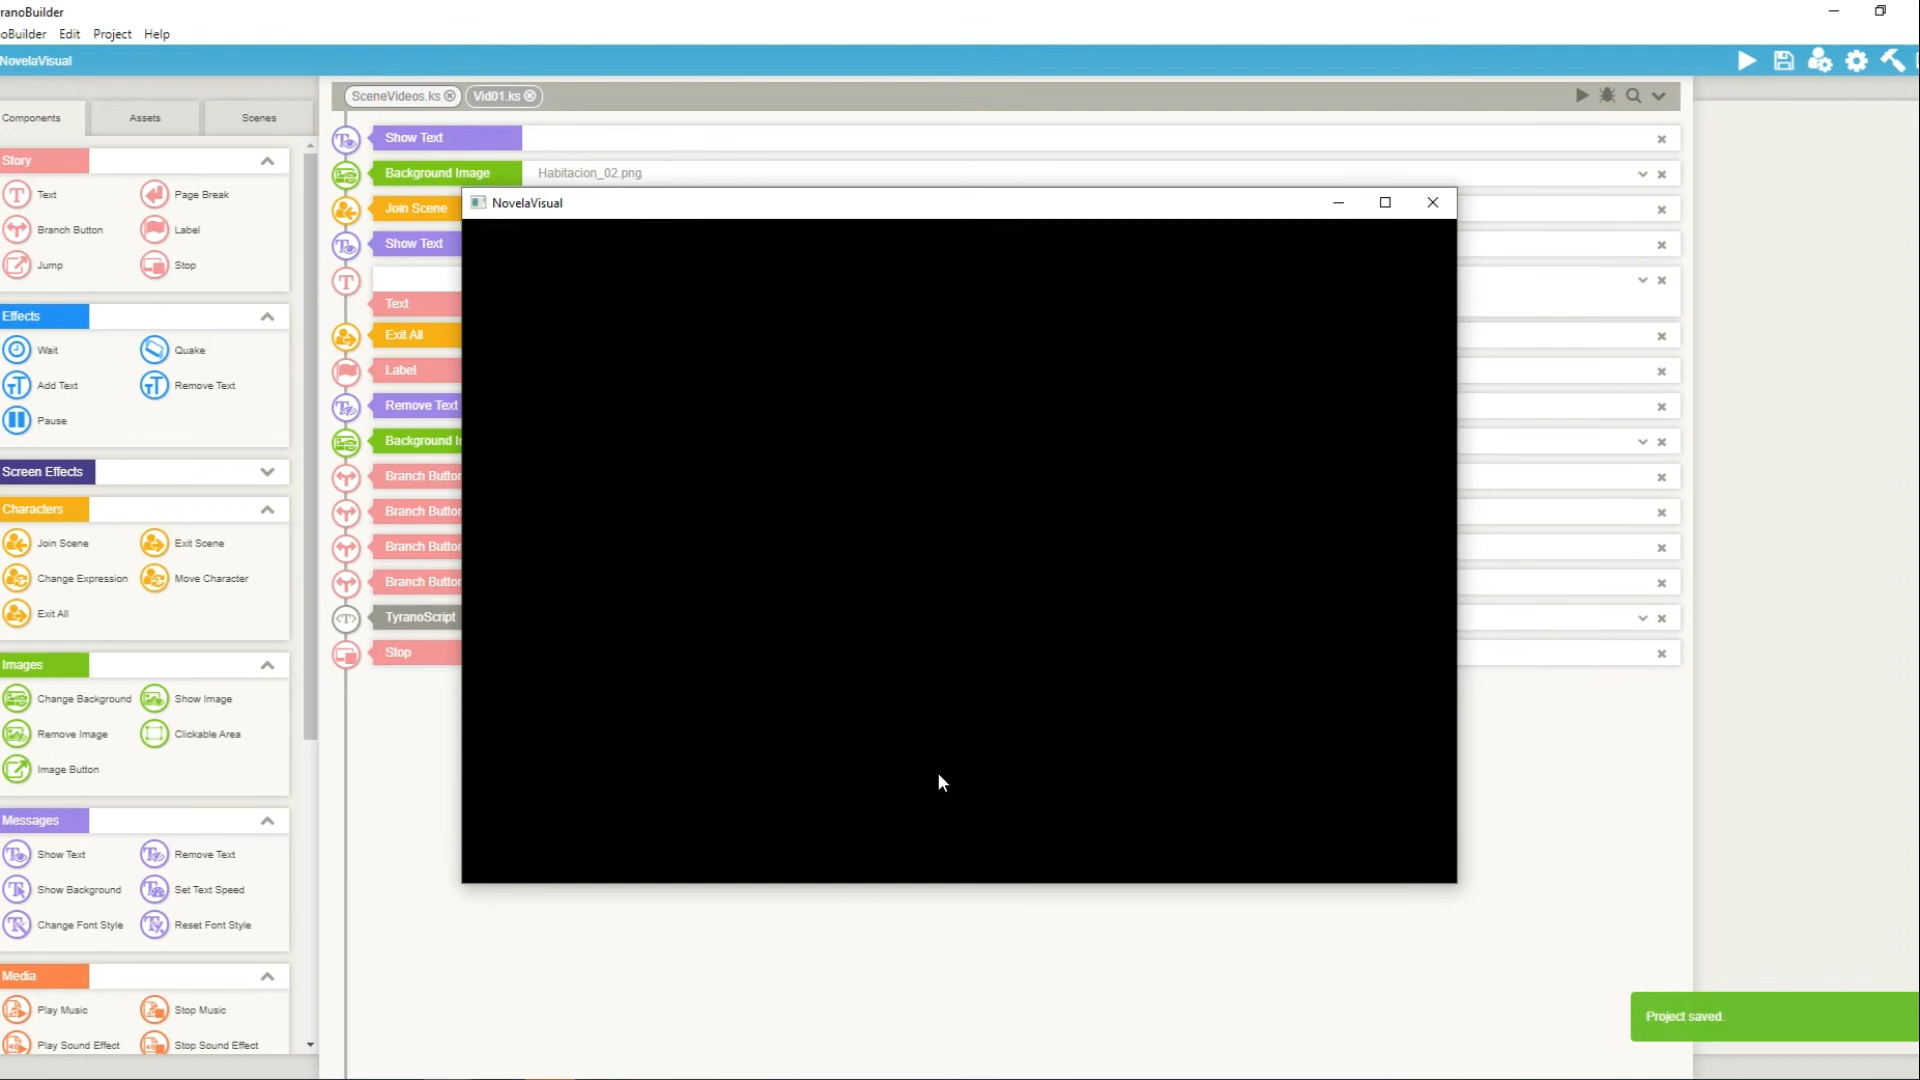 ranoBuilder
oBuilder Edit Project Help
NovelaVisual
Components Assets Scenes
SceneVideos.ks Vid01.ks
Story
Text Page Break
Branch Button Label
Jump Stop
Effects
Wait Quake
Add Text Remove Text
Pause
Screen Effects
Characters
Join Scene Exit Scene
Change Expression Move Character
Exit All
Images
Change Background Show Image
Remove Image Clickable Area
Image Button
Messages
Show Text Remove Text
Show Background Set Text Speed
Change Font Style Reset Font Style
Media
Play Music Stop Music
Play Sound Effect Stop Sound Effect
Show Text
Background Image Habitacion_02.png
Join Scene
Show Text
Text
Exit All
Label
Remove Text
Background I
Branch Button
Branch Button
Branch Button
Branch Button
TyranoScript
Stop
NovelaVisual
Project saved.